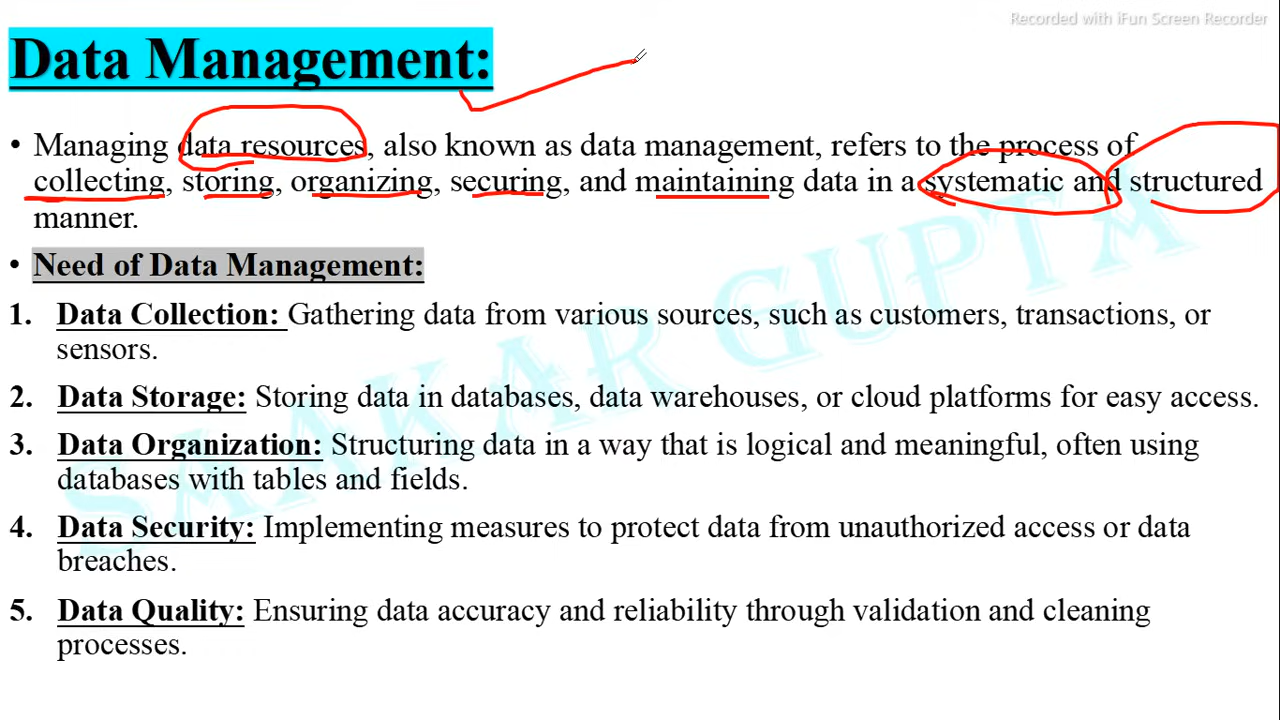 Recorded with iFun Screen Recorder
Data Management:
• Managing data resources, also known as data management, refers to the process of
collecting, storing, organizing, securing, and maintaining data in a systematic and structured
manner.
• Need of Data Management:
1. Data Collection: Gathering data from various sources, such as customers, transactions, or
sensors.
2. Data Storage: Storing data in databases, data warehouses, or cloud platforms for easy access.
3. Data Organization: Structuring data in a way that is logical and meaningful, often using
databases with tables and fields.
4. Data Security: Implementing measures to protect data from unauthorized access or data
breaches.
5. Data Quality: Ensuring data accuracy and reliability through validation and cleaning
processes.
SAAKAR GUPTA